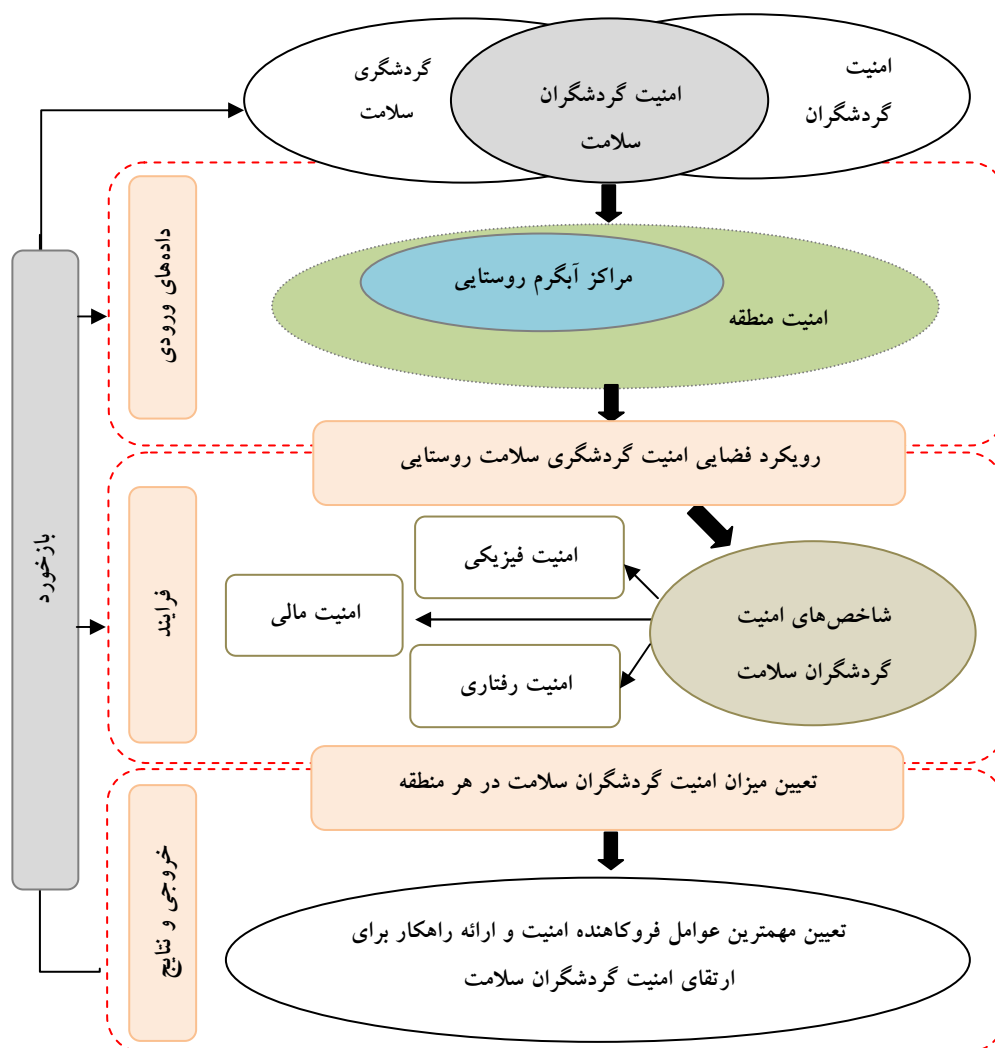 امنیت
گردشگران
امنیت گردشگران
سلامت
گردشگری
سلامت
داده‌های ورودی
مراکز آبگرم روستایی
امنیت منطقه
رویکرد فضایی امنیت گردشگری سلامت روستایی
بازخورد
فرایند
شاخص‌های امنیت
گردشگران سلامت
امنیت فیزیکی
امنیت مالی
امنیت رفتاری
تعیین میزان امنیت گردشگران سلامت در هر منطقه
خروجی و نتایج
تعیین مهمترین عوامل فروکاهنده امنیت و ارائه راهکار برای
ارتقای امنیت گردشگران سلامت